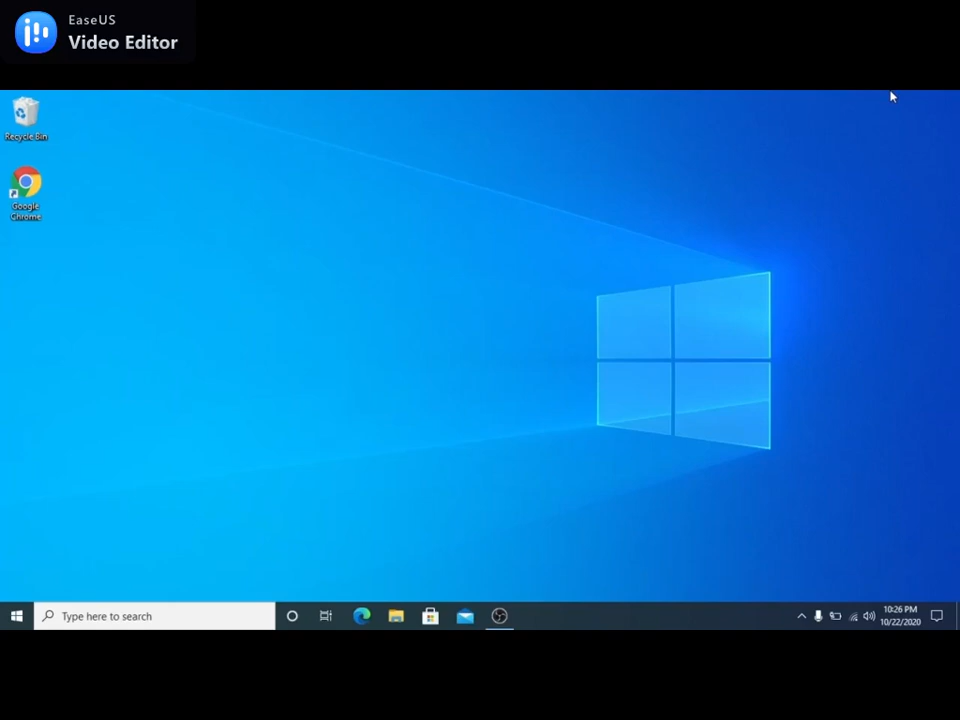 EaseUS
Video Editor
Recycle Bin
Google
Chrome
Type here to search
10:26 PM
10/22/2020